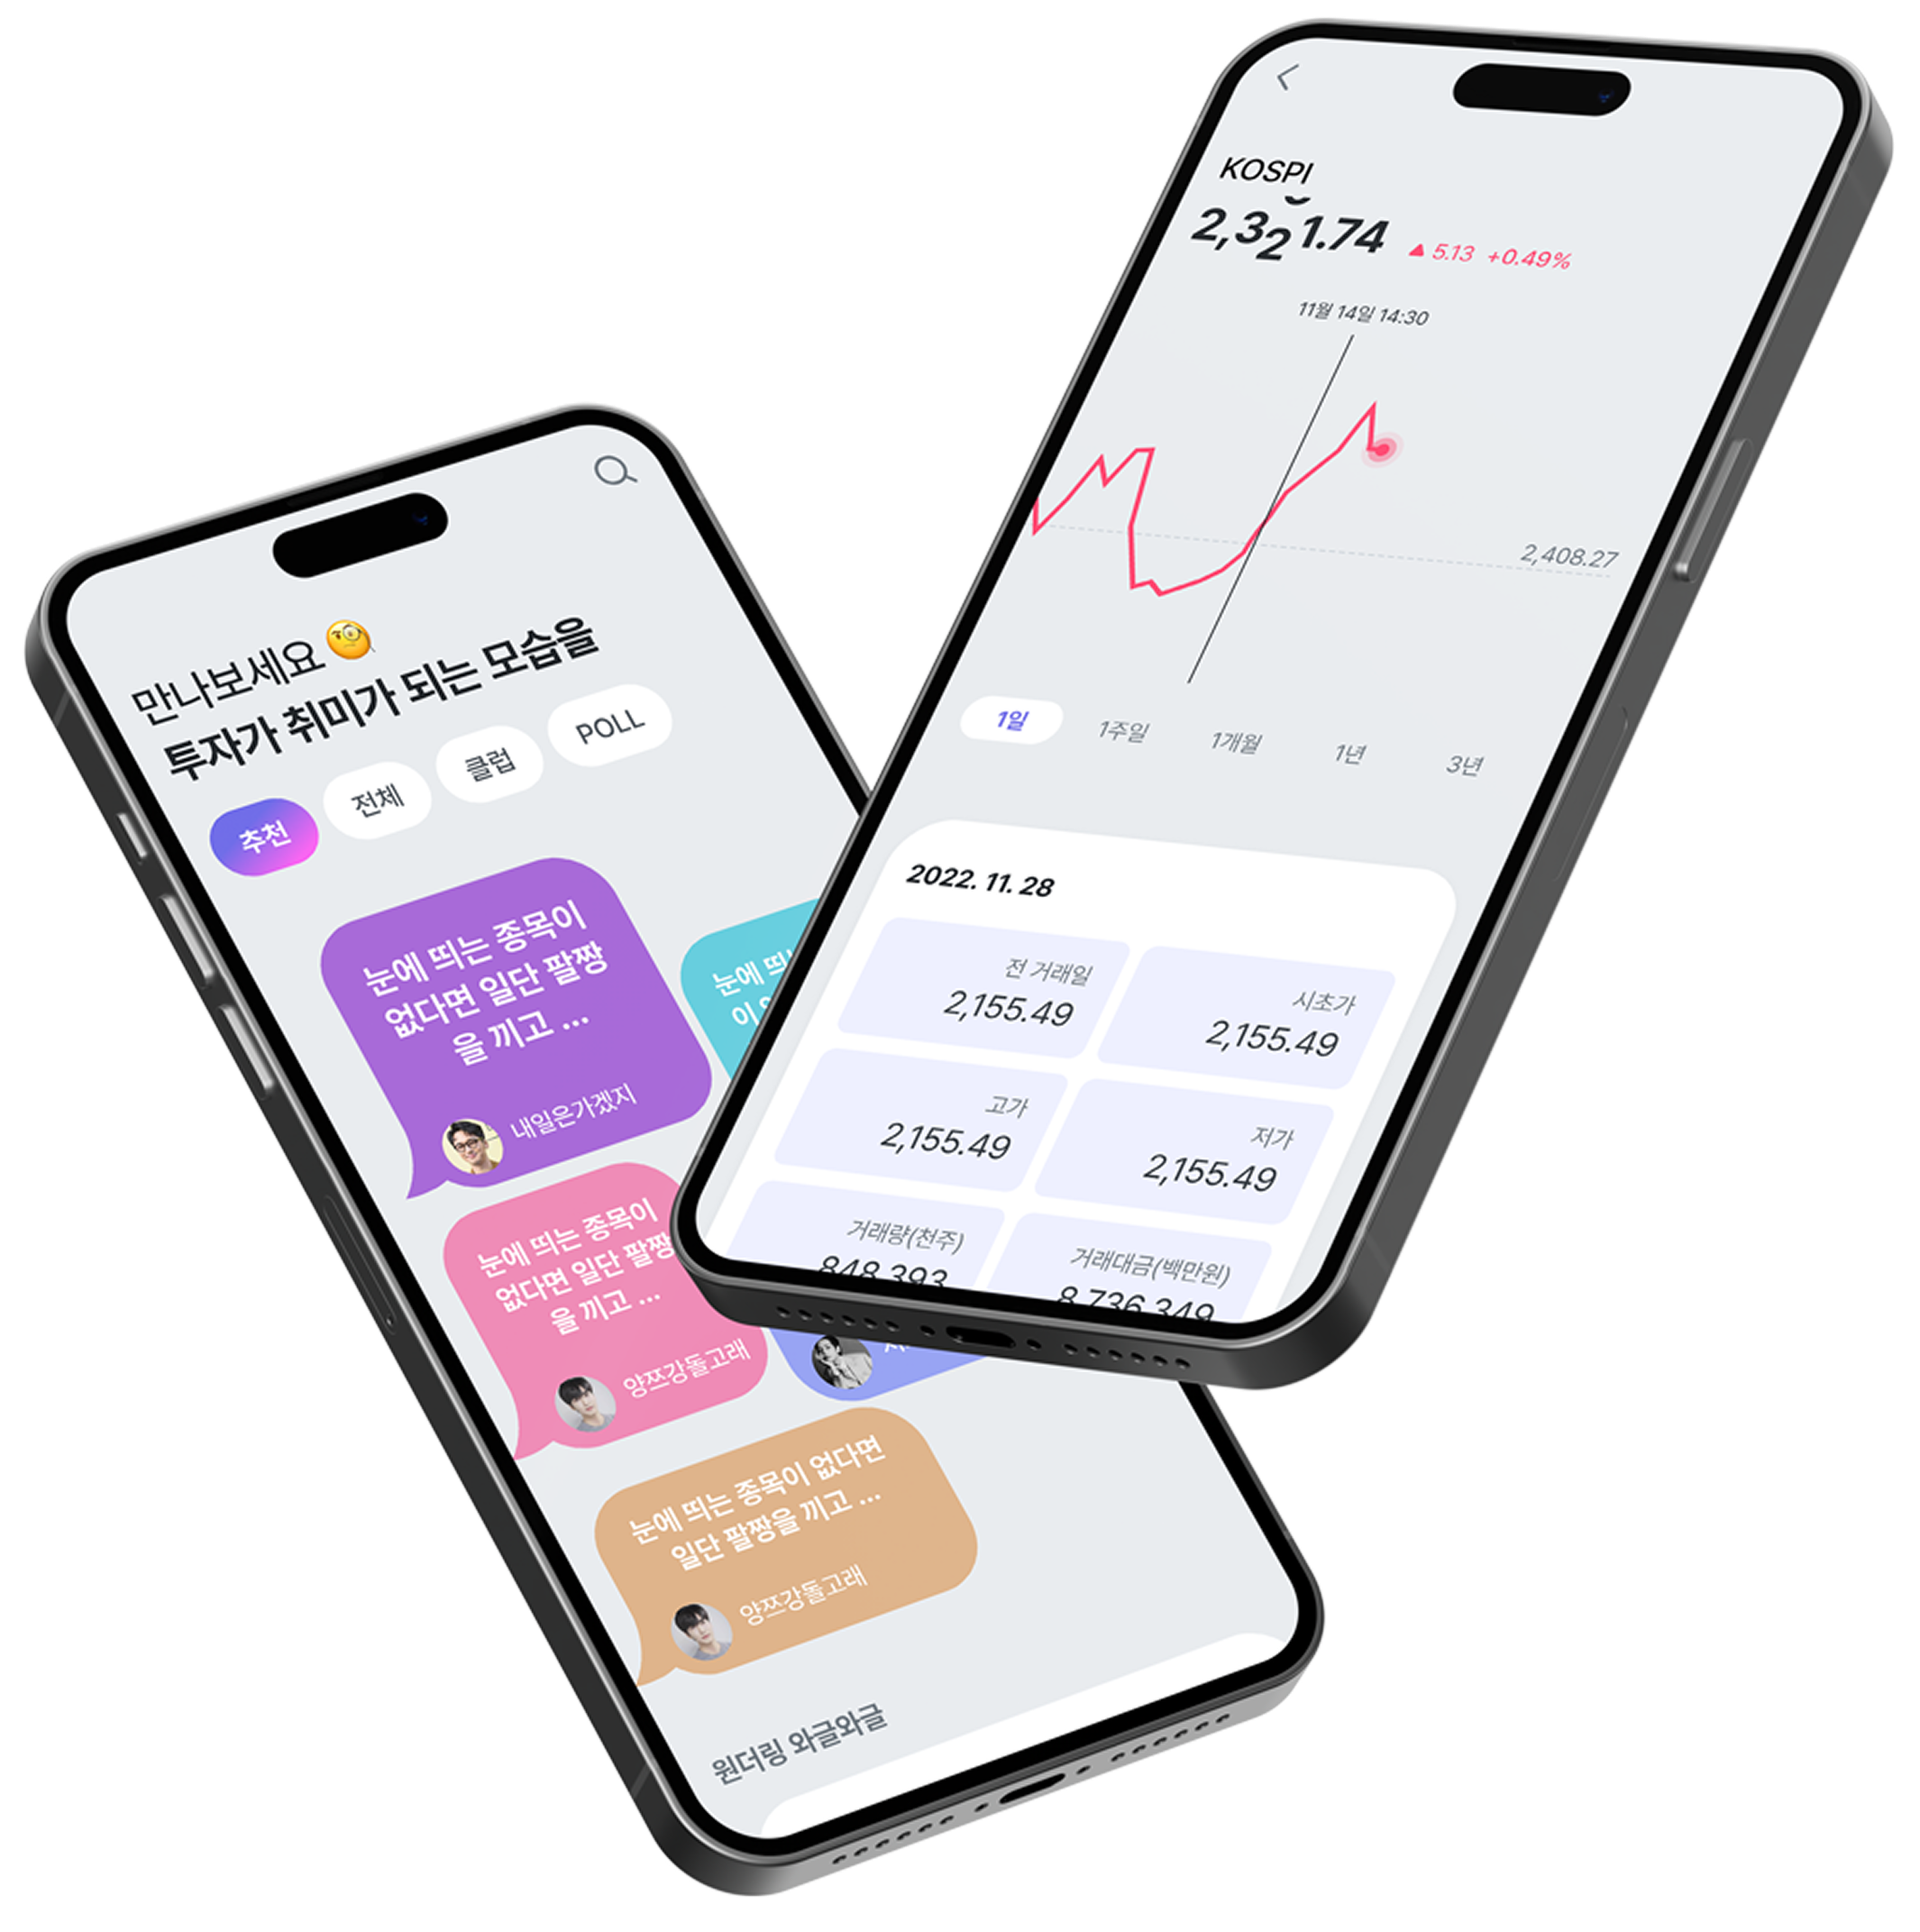 만나보세요
투자가 취미가 되는 모습을
추천
전체
클럽
POLL
눈에 띄는 종목이
없다면 일단 팔짱
을 끼고 ...
내일은가겠지
눈에
이
눈에 띄는 종목이
없다면 일단 팔짱
을 끼고 ...
양쯔강돌고래
눈에 띄는 종목이 없다면
일단 팔짱을 끼고 ...
양쯔강돌고래
원더링 와글와글
KOSPI
2,321.74
▲ 5.13 +0.49%
11월 14일 14:30
2,408.27
1일
1주일
1개월
1년
3년
2022. 11. 28
전 거래일
2,155.49
시초가
2,155.49
고가
2,155.49
저가
2,155.49
거래량(천주)
848,393
거래대금(백만원)
8,736,349